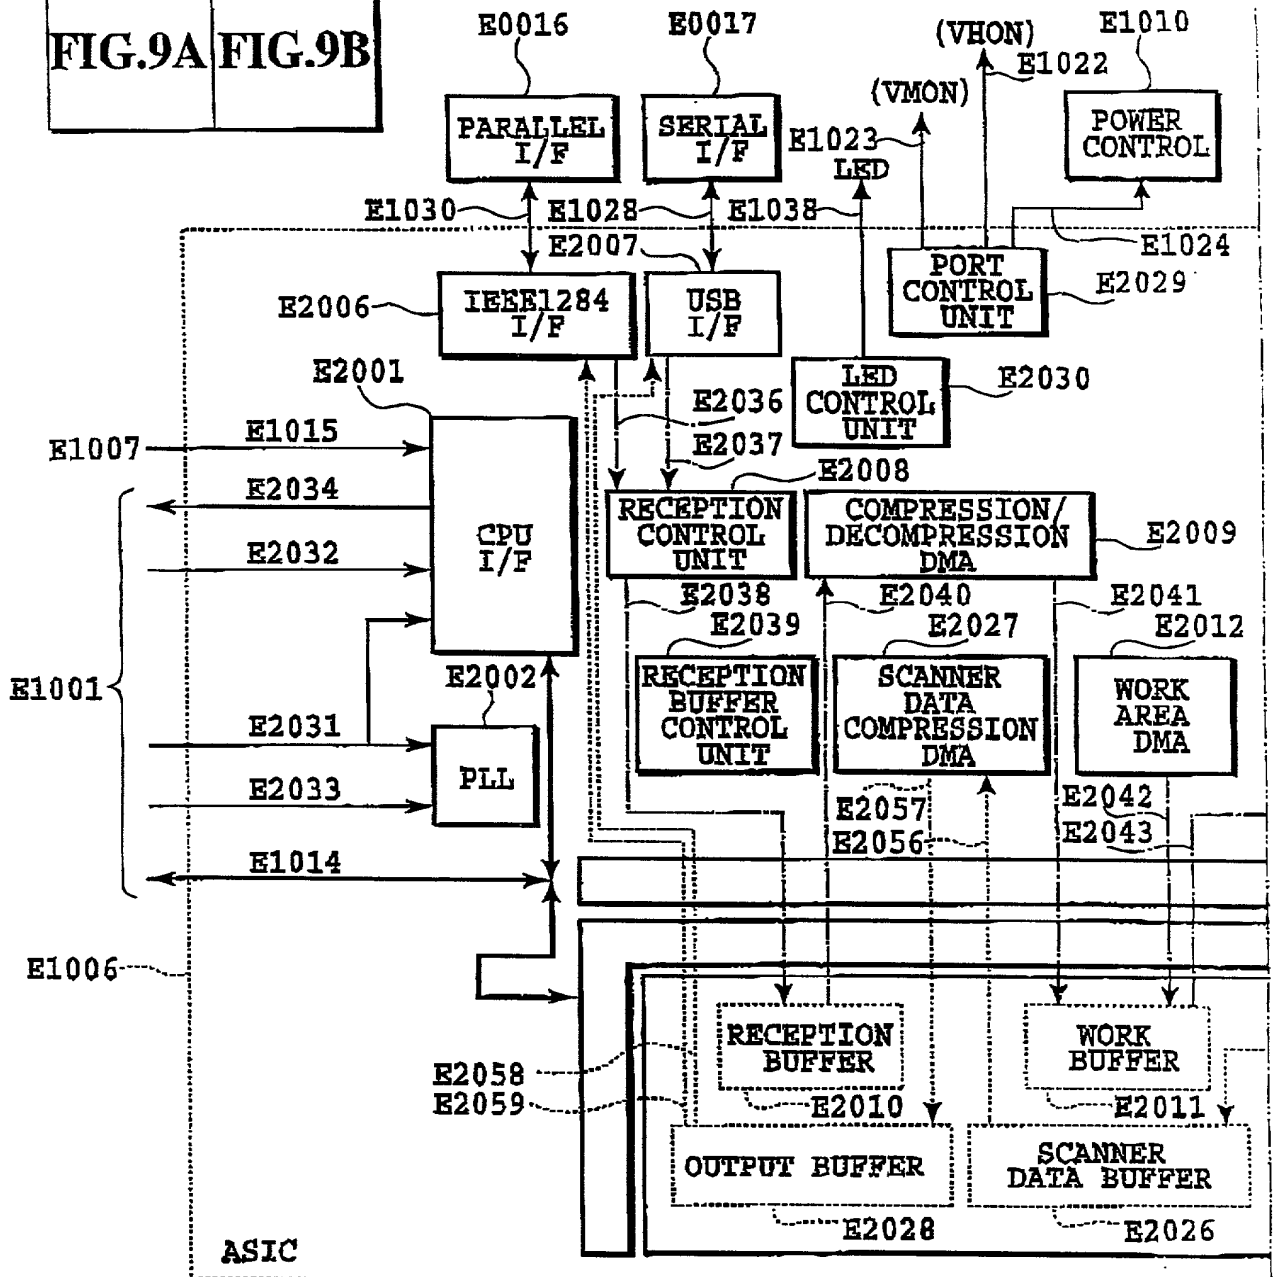 FIG.9A FIG.9B
E0016
E0017
(VHON)
E1010
E1022
(VMON)
PARALLEL
I/F
SERIAL
I/F
E1023
LED
POWER
CONTROL
E1030
E1028
E1038
E1024
E2007
E2006
IEEE1284
I/F
USB
I/F
PORT
CONTROL
UNIT
E2029
E2001
LED
CONTROL
UNIT
E2030
E2036
E2037
E1007
E1015
E2034
E2032
CPU
I/F
E2008
RECEPTION
CONTROL
UNIT
COMPRESSION/
DECOMPRESSION
DMA
E2009
E2038
E2040
E2041
E2039
E2027
E2012
E1001
E2002
RECEPTION
BUFFER
CONTROL
UNIT
SCANNER
DATA
COMPRESSION
DMA
WORK
AREA
DMA
E2031
PLL
E2033
E2057
E2056
E2042
E2043
E1014
E1006
RECEPTION
BUFFER
WORK
BUFFER
E2058
E2059
E2010
E2011
OUTPUT BUFFER
SCANNER
DATA BUFFER
E2028
E2026
ASIC